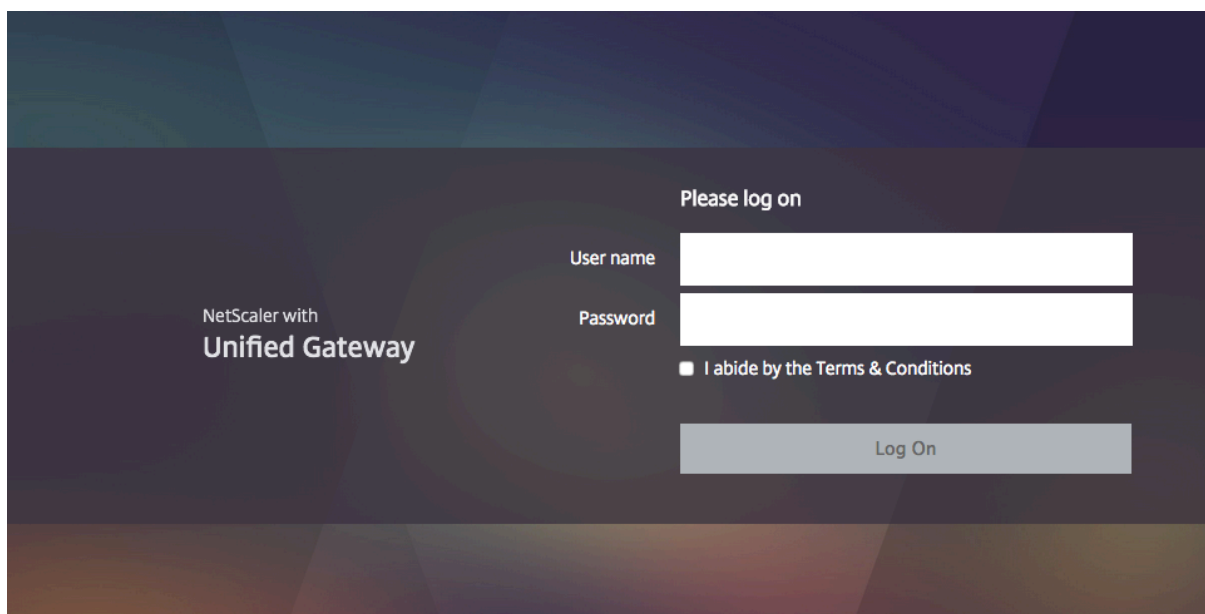 Please log on
User name
NetScaler with
Unified Gateway
Password
I abide by the Terms & Conditions
Log On